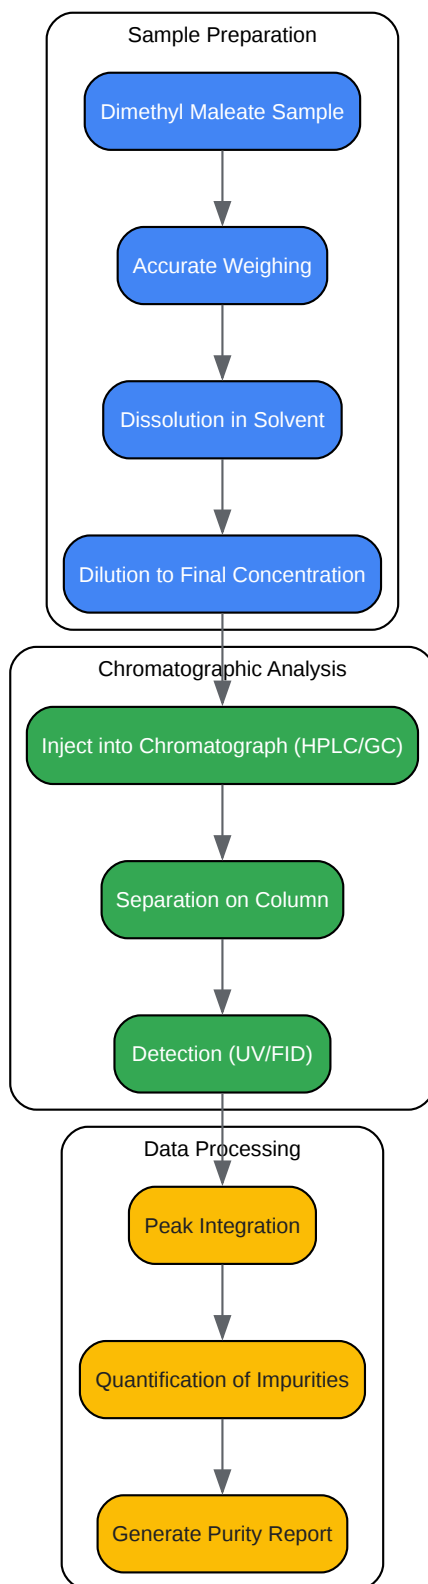 Sample Preparation
Dimethyl Maleate Sample
Accurate Weighing
Dissolution in Solvent
Dilution to Final Concentration
Chromatographic Analysis
Inject into Chromatograph (HPLC/GC)
Separation on Column
Detection (UV/FID)
Data Processing
Peak Integration
Quantification of Impurities
Generate Purity Report